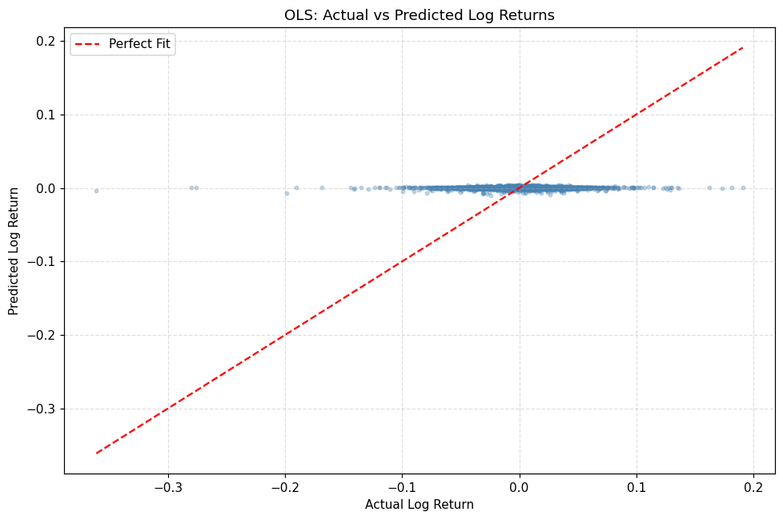 OLS: Actual vs Predicted Log Returns
Perfect Fit
Predicted Log Return
0.2
0.1
0.0
−0.1
−0.2
−0.3
−0.3 −0.2 −0.1 0.0 0.1 0.2
Actual Log Return